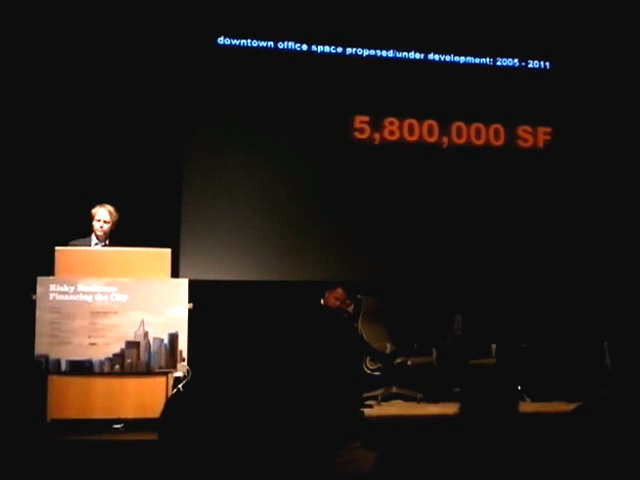 downtown office space proposed/under development: 2005 - 2011
5,800,000 SF
Risky Business:
Financing the City